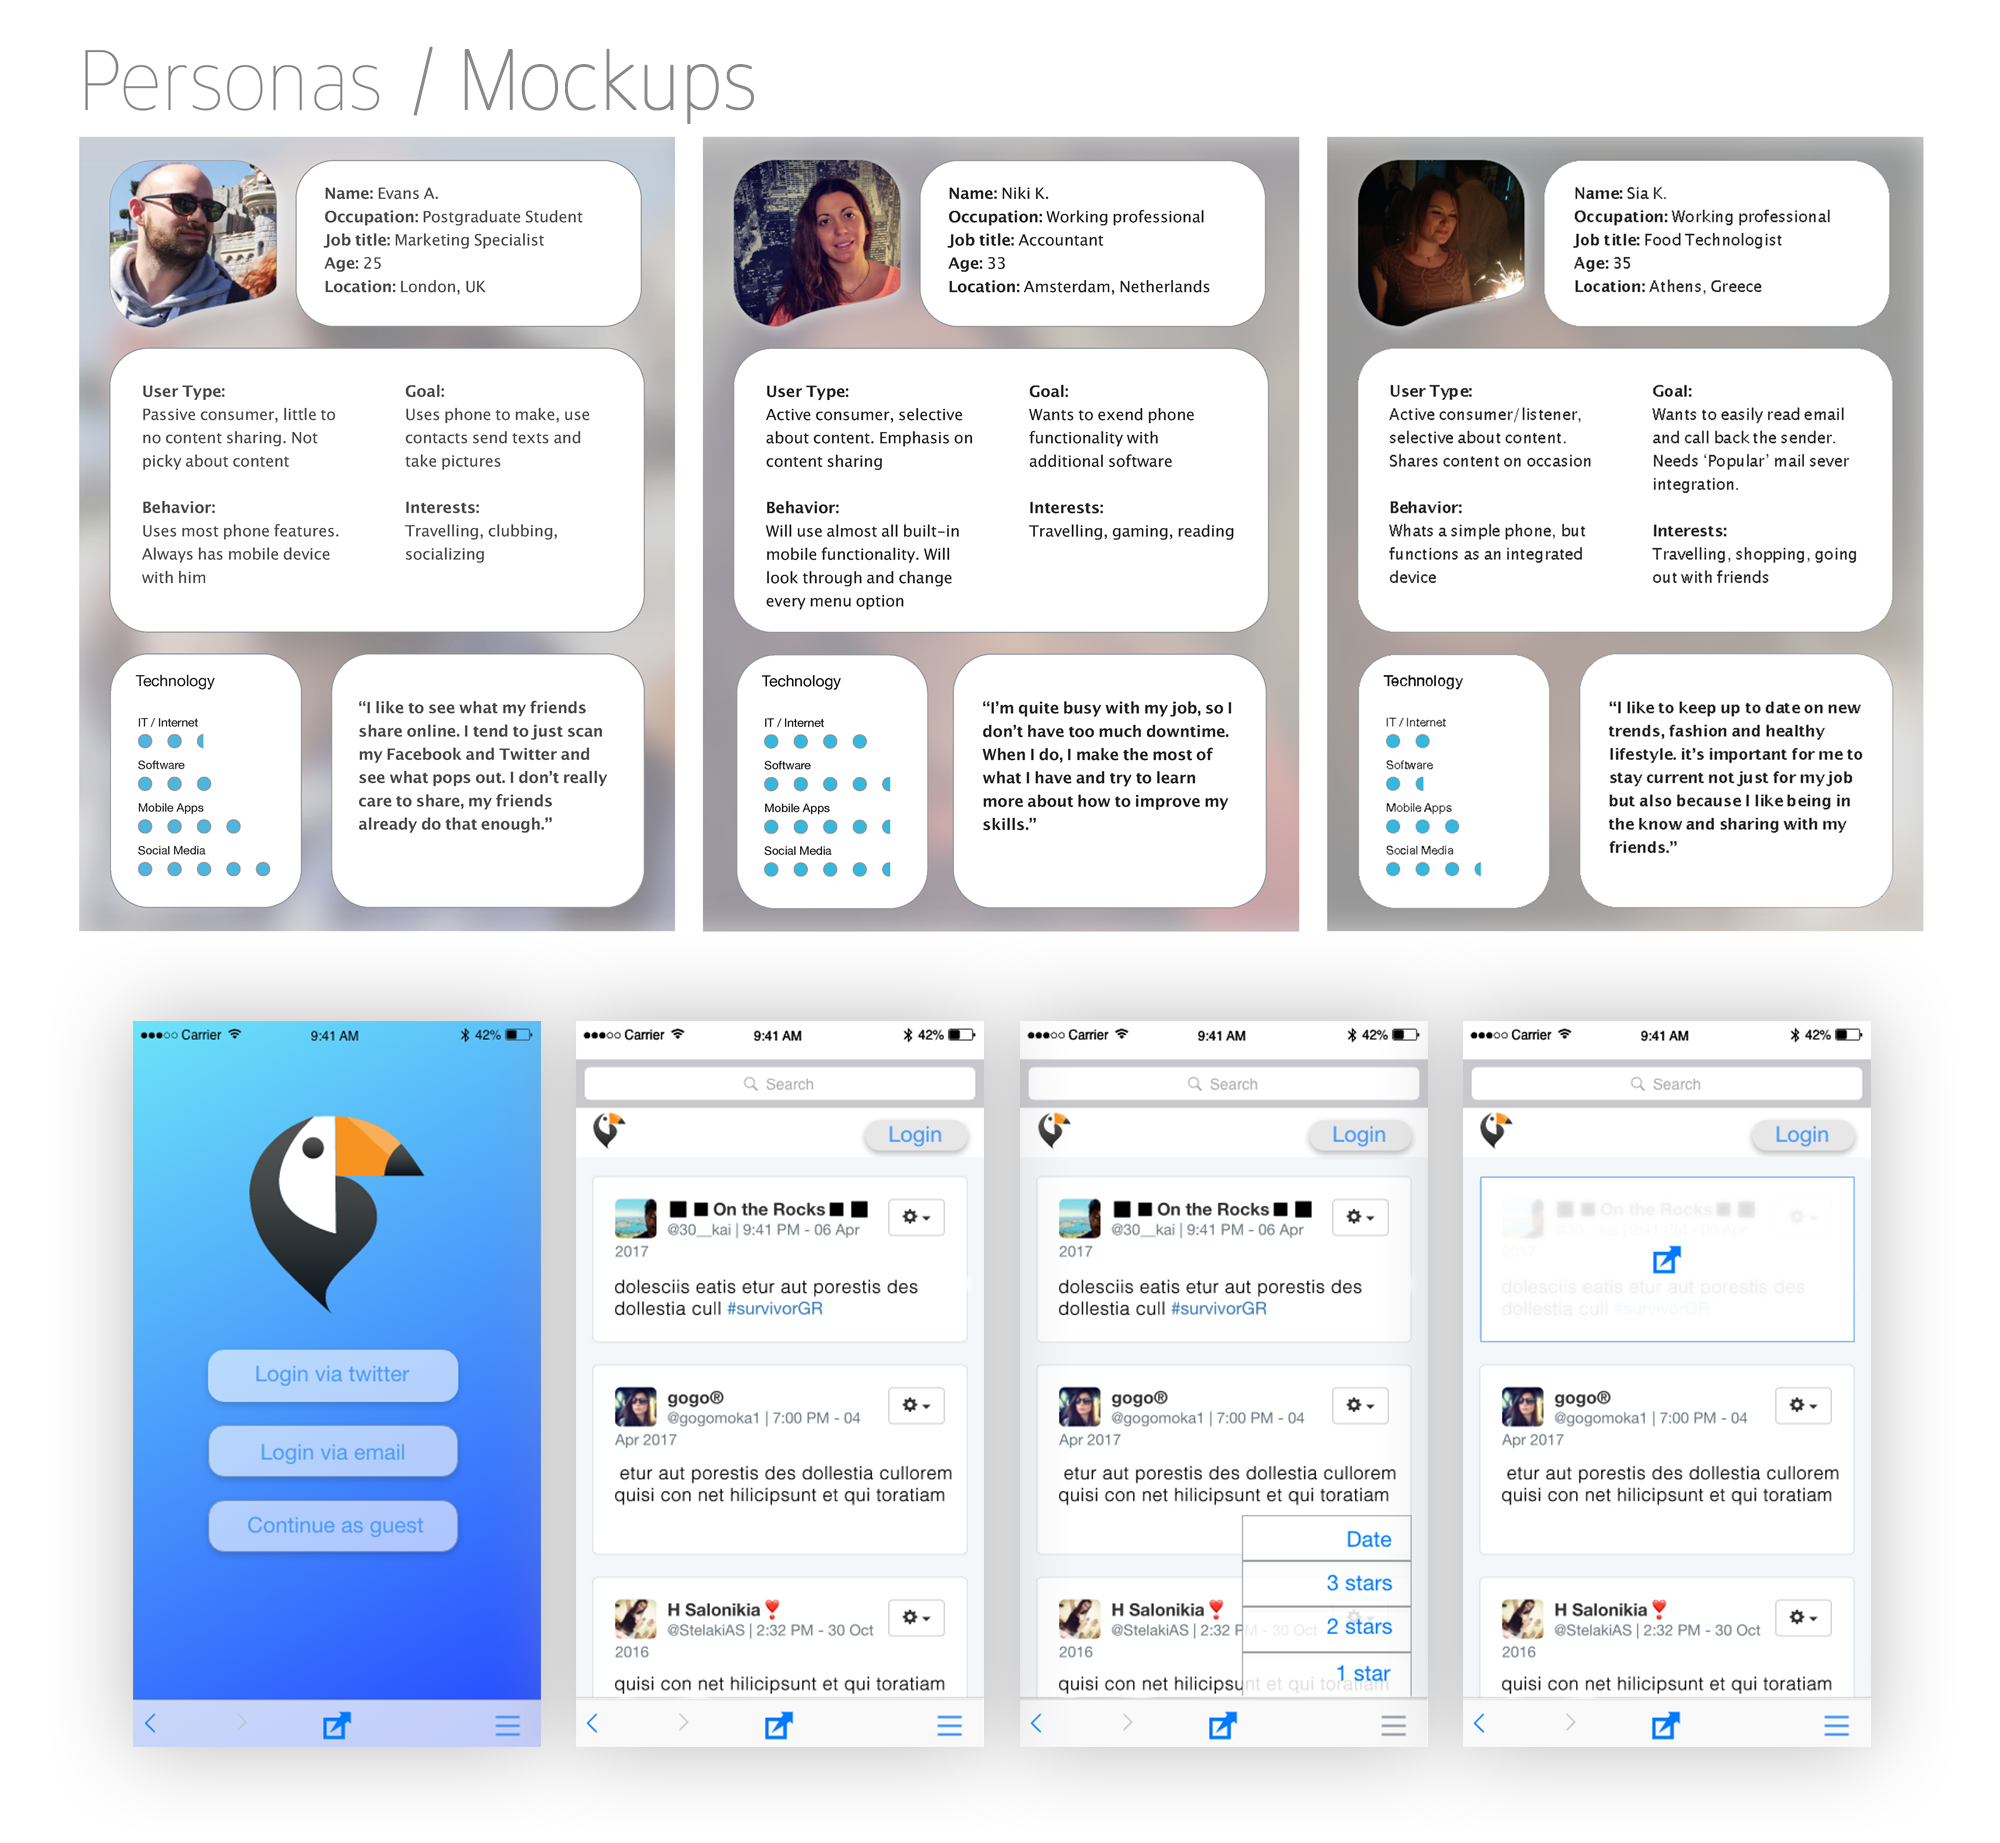 Personas / Mockups
Name: Evans A.
Occupation: Postgraduate Student
Job title: Marketing Specialist
Age: 25
Location: London, UK
User Type:
Passive consumer, little to
no content sharing. Not
picky about content
Goal:
Uses phone to make, use
contacts send texts and
take pictures
Behavior:
Uses most phone features.
Always has mobile device
with him
Interests:
Travelling, clubbing,
socializing
Technology
IT / Internet
Software
Mobile Apps
Social Media
“I like to see what my friends
share online. I tend to just scan
my Facebook and Twitter and
see what pops out. I don’t really
care to share, my friends
already do that enough.”
Name: Niki K.
Occupation: Working professional
Job title: Accountant
Age: 33
Location: Amsterdam, Netherlands
User Type:
Active consumer, selective
about content. Emphasis on
content sharing
Goal:
Wants to exend phone
functionality with
additional software
Behavior:
Will use almost all built-in
mobile functionality. Will
look through and change
every menu option
Interests:
Travelling, gaming, reading
Technology
IT / Internet
Software
Mobile Apps
Social Media
“I’m quite busy with my job, so I
don’t have too much downtime.
When I do, I make the most of
what I have and try to learn
more about how to improve my
skills.”
Name: Sia K.
Occupation: Working professional
Job title: Food Technologist
Age: 35
Location: Athens, Greece
User Type:
Active consumer/listener,
selective about content.
Shares content on occasion
Goal:
Wants to easily read email
and call back the sender.
Needs ‘Popular’ mail sever
integration.
Behavior:
Whats a simple phone, but
functions as an integrated
device
Interests:
Travelling, shopping, going
out with friends
Technology
IT / Internet
Software
Mobile Apps
Social Media
“I like to keep up to date on new
trends, fashion and healthy
lifestyle. it’s important for me to
stay current not just for my job
but also because I like being in
the know and sharing with my
friends.”
Carrier 9:41 AM 42%
Login via twitter
Login via email
Continue as guest
Carrier 9:41 AM 42%
Search
Login
On the Rocks
@30__kai | 9:41 PM - 06 Apr
2017
dolesciis eatis etur aut porestis des
dollestia cull #survivorGR
gogo®
@gogomoka1 | 7:00 PM - 04
Apr 2017
etur aut porestis des dollestia cullorem
quisi con net hilicipsunt et qui toratiam
H Salonikia❣
@StelakiAS | 2:32 PM - 30 Oct
2016
quisi con net hilicipsunt et qui toratiam
Carrier 9:41 AM 42%
Search
Login
On the Rocks
@30__kai | 9:41 PM - 06 Apr
2017
dolesciis eatis etur aut porestis des
dollestia cull #survivorGR
gogo®
@gogomoka1 | 7:00 PM - 04
Apr 2017
etur aut porestis des dollestia cullorem
quisi con net hilicipsunt et qui toratiam
Date
3 stars
H Salonikia❣
@StelakiAS | 2:32 PM - 30 Oct
2 stars
2016
1 star
quisi con net hilicipsunt et qui toratiam
Carrier 9:41 AM 42%
Search
Login
On the Rocks
@30__kai | 9:41 PM - 06 Apr
2017
dolesciis eatis etur aut porestis des
dollestia cull #survivorGR
gogo®
@gogomoka1 | 7:00 PM - 04
Apr 2017
etur aut porestis des dollestia cullorem
quisi con net hilicipsunt et qui toratiam
H Salonikia❣
@StelakiAS | 2:32 PM - 30 Oct
2016
quisi con net hilicipsunt et qui toratiam